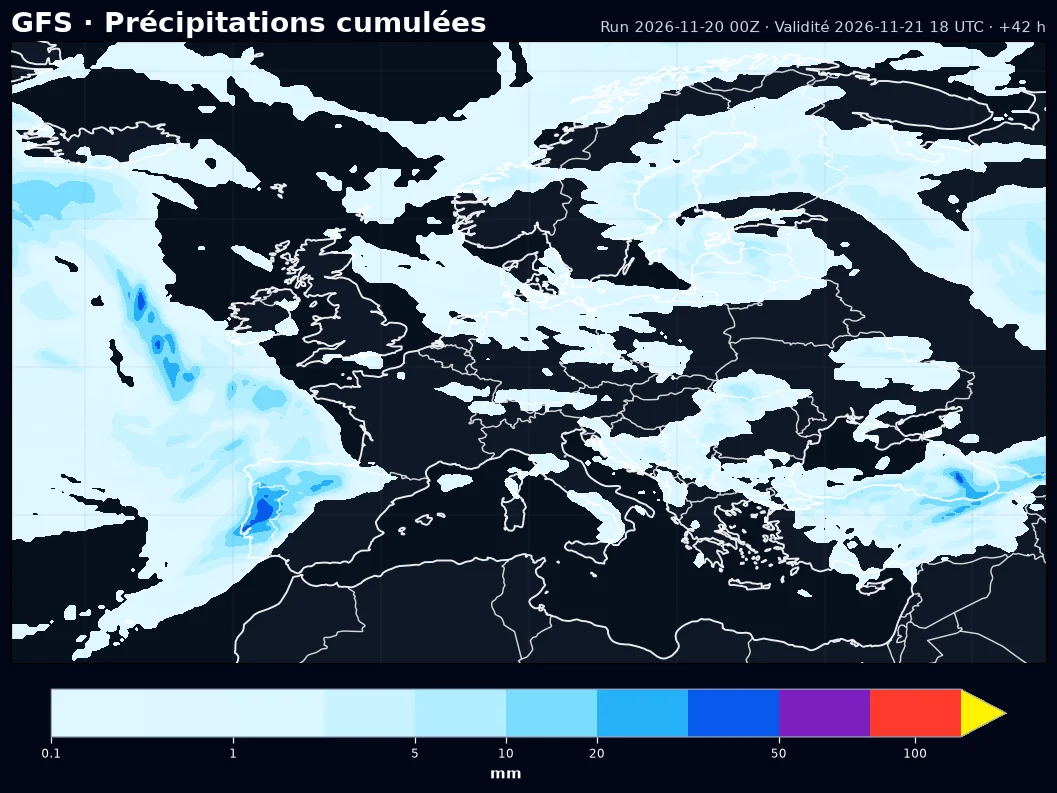 GFS · Précipitations cumulées
Run 2026-11-20 00Z · Validité 2026-11-21 18 UTC · +42 h
0.1 1 5 10 20 50 100
mm